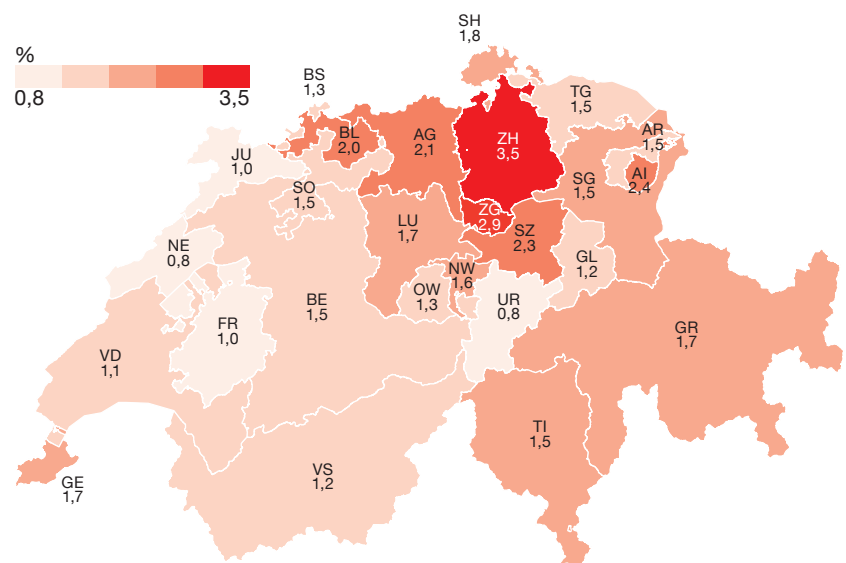 SH
1,8
%
0,8
3,5
BS
1,3
TG
1,5
BL
2,0
AG
2,1
ZH
3,5
AR
1,5
JU
1,0
SG
1,5
AI
2,4
SO
1,5
LU
1,7
ZG
2,9
SZ
2,3
NE
0,8
GL
1,2
NW
1,6
OW
1,3
UR
0,8
BE
1,5
FR
1,0
GR
1,7
VD
1,1
TI
1,5
VS
1,2
GE
1,7